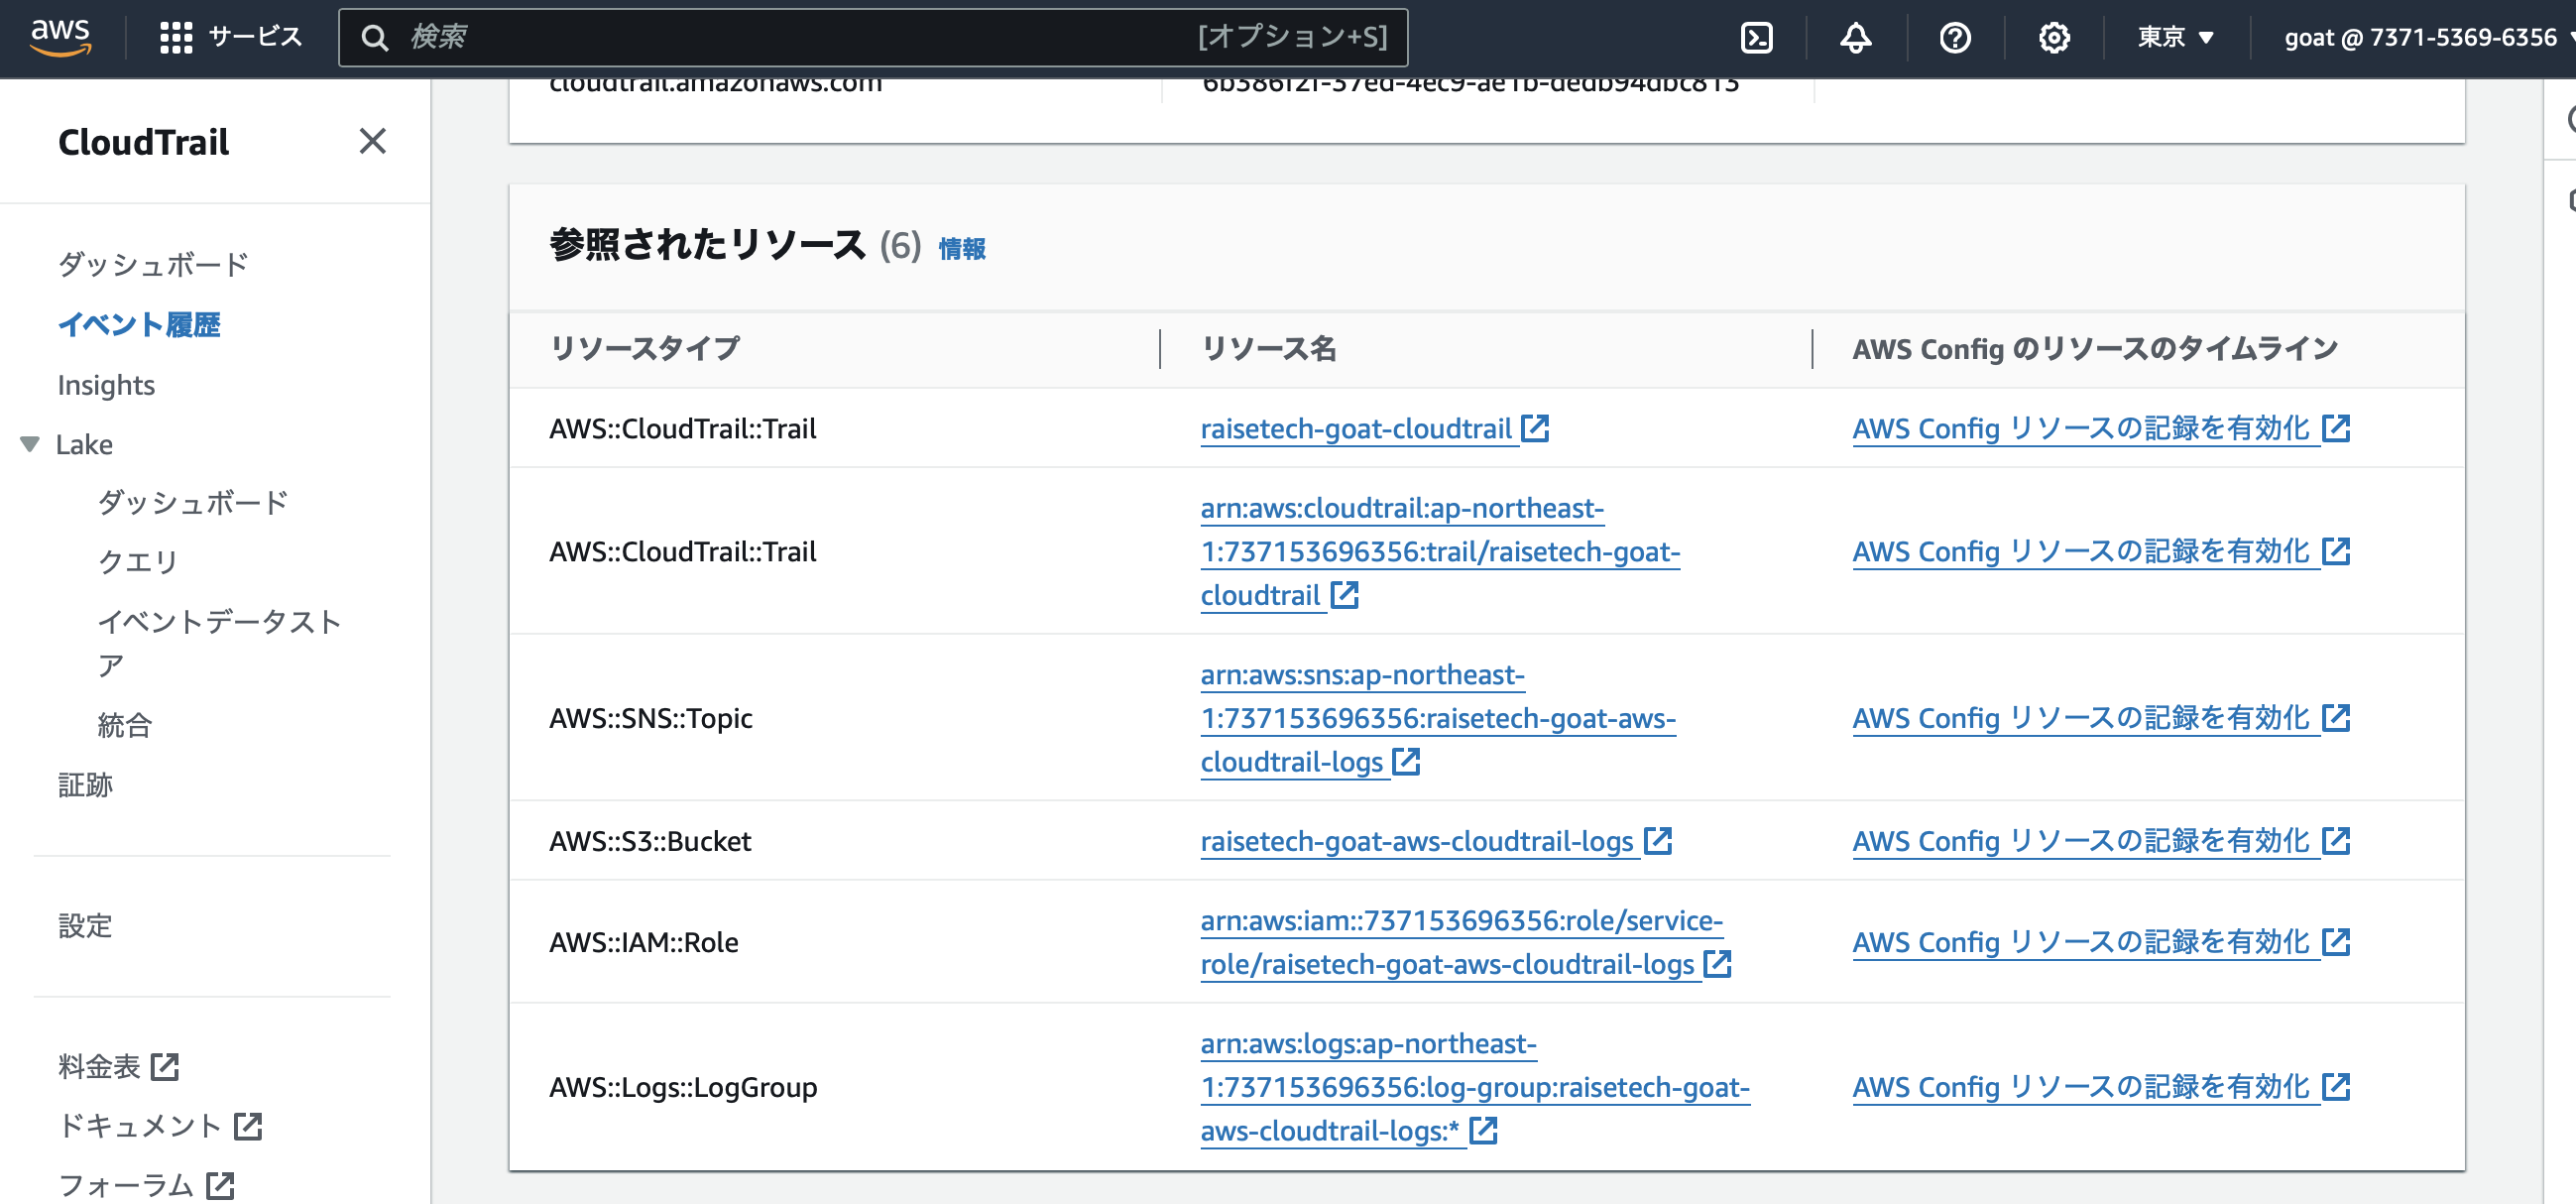 aws
サービス
検索
[オプション+S]
東京
goat @ 7371-5369-6356
CloudTrail
ダッシュボード
イベント履歴
Insights
Lake
ダッシュボード
クエリ
イベントデータスト
ア
統合
証跡
設定
料金表
ドキュメント
フォーラム
cloudtrail.amazonaws.com
6b386f2f-37ed-4ec9-ae1b-dedb94dbc813
参照されたリソース (6) 情報
リソースタイプ
リソース名
AWS Config のリソースのタイムライン
AWS::CloudTrail::Trail
raisetech-goat-cloudtrail
AWS Config リソースの記録を有効化
AWS::CloudTrail::Trail
arn:aws:cloudtrail:ap-northeast-
1:737153696356:trail/raisetech-goat-
cloudtrail
AWS Config リソースの記録を有効化
AWS::SNS::Topic
arn:aws:sns:ap-northeast-
1:737153696356:raisetech-goat-aws-
cloudtrail-logs
AWS Config リソースの記録を有効化
AWS::S3::Bucket
raisetech-goat-aws-cloudtrail-logs
AWS Config リソースの記録を有効化
AWS::IAM::Role
arn:aws:iam::737153696356:role/service-
role/raisetech-goat-aws-cloudtrail-logs
AWS Config リソースの記録を有効化
AWS::Logs::LogGroup
arn:aws:logs:ap-northeast-
1:737153696356:log-group:raisetech-goat-
aws-cloudtrail-logs:*
AWS Config リソースの記録を有効化